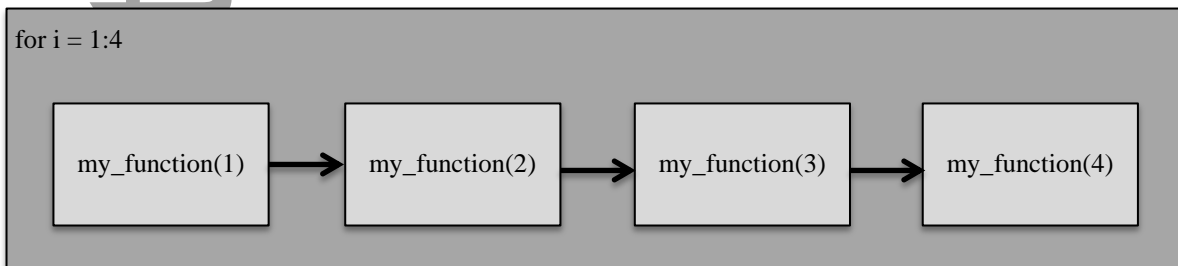 for i = 1:4
my_function(1)
my_function(2)
my_function(3)
my_function(4)